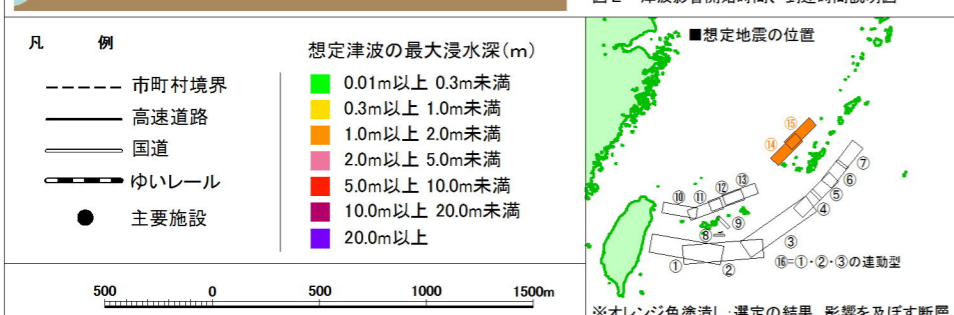 凡　例
市町村境界
高速道路
国道
ゆいレール
主要施設
想定津波の最大浸水深(m)
0.01m以上 0.3m未満
0.3m以上 1.0m未満
1.0m以上 2.0m未満
2.0m以上 5.0m未満
5.0m以上 10.0m未満
10.0m以上 20.0m未満
20.0m以上
500 0 500 1000 1500m
■想定地震の位置
⑮
⑭
⑦
⑥
⑤
④
⑬
⑫
⑪
⑩
⑨
⑧
③
①
②
⑯=①・②・③の連動型
※オレンジ色塗潰し:選定の結果、影響を及ぼす断層